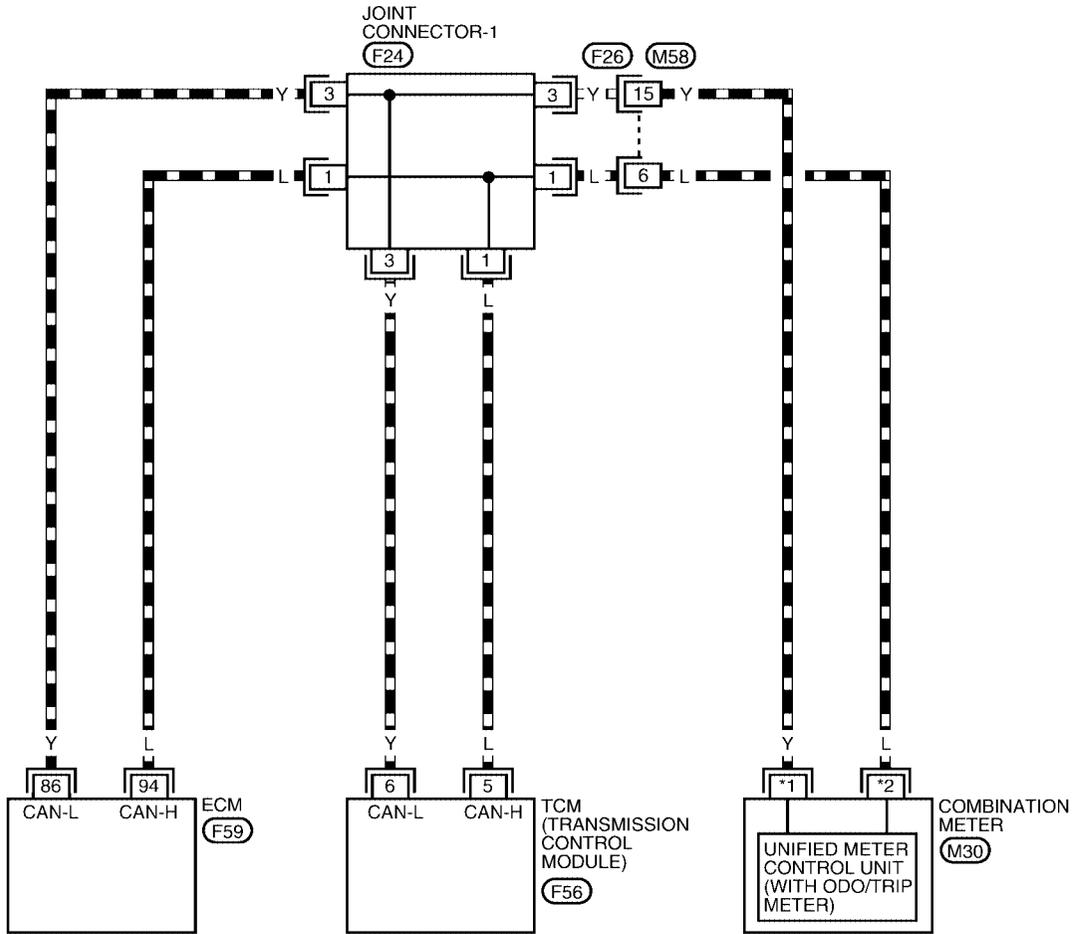 JOINT
CONNECTOR-1
F24
F26 M58
Y 3 3 Y 15 Y
L 1 1 L 6 L
3 1
Y L
Y L Y L Y L
86 94 6 5 *1 *2
CAN-L CAN-H
ECM
F59
CAN-L CAN-H
TCM
(TRANSMISSION
CONTROL
MODULE)
F56
COMBINATION
METER
M30
UNIFIED METER
CONTROL UNIT
(WITH ODO/TRIP
METER)